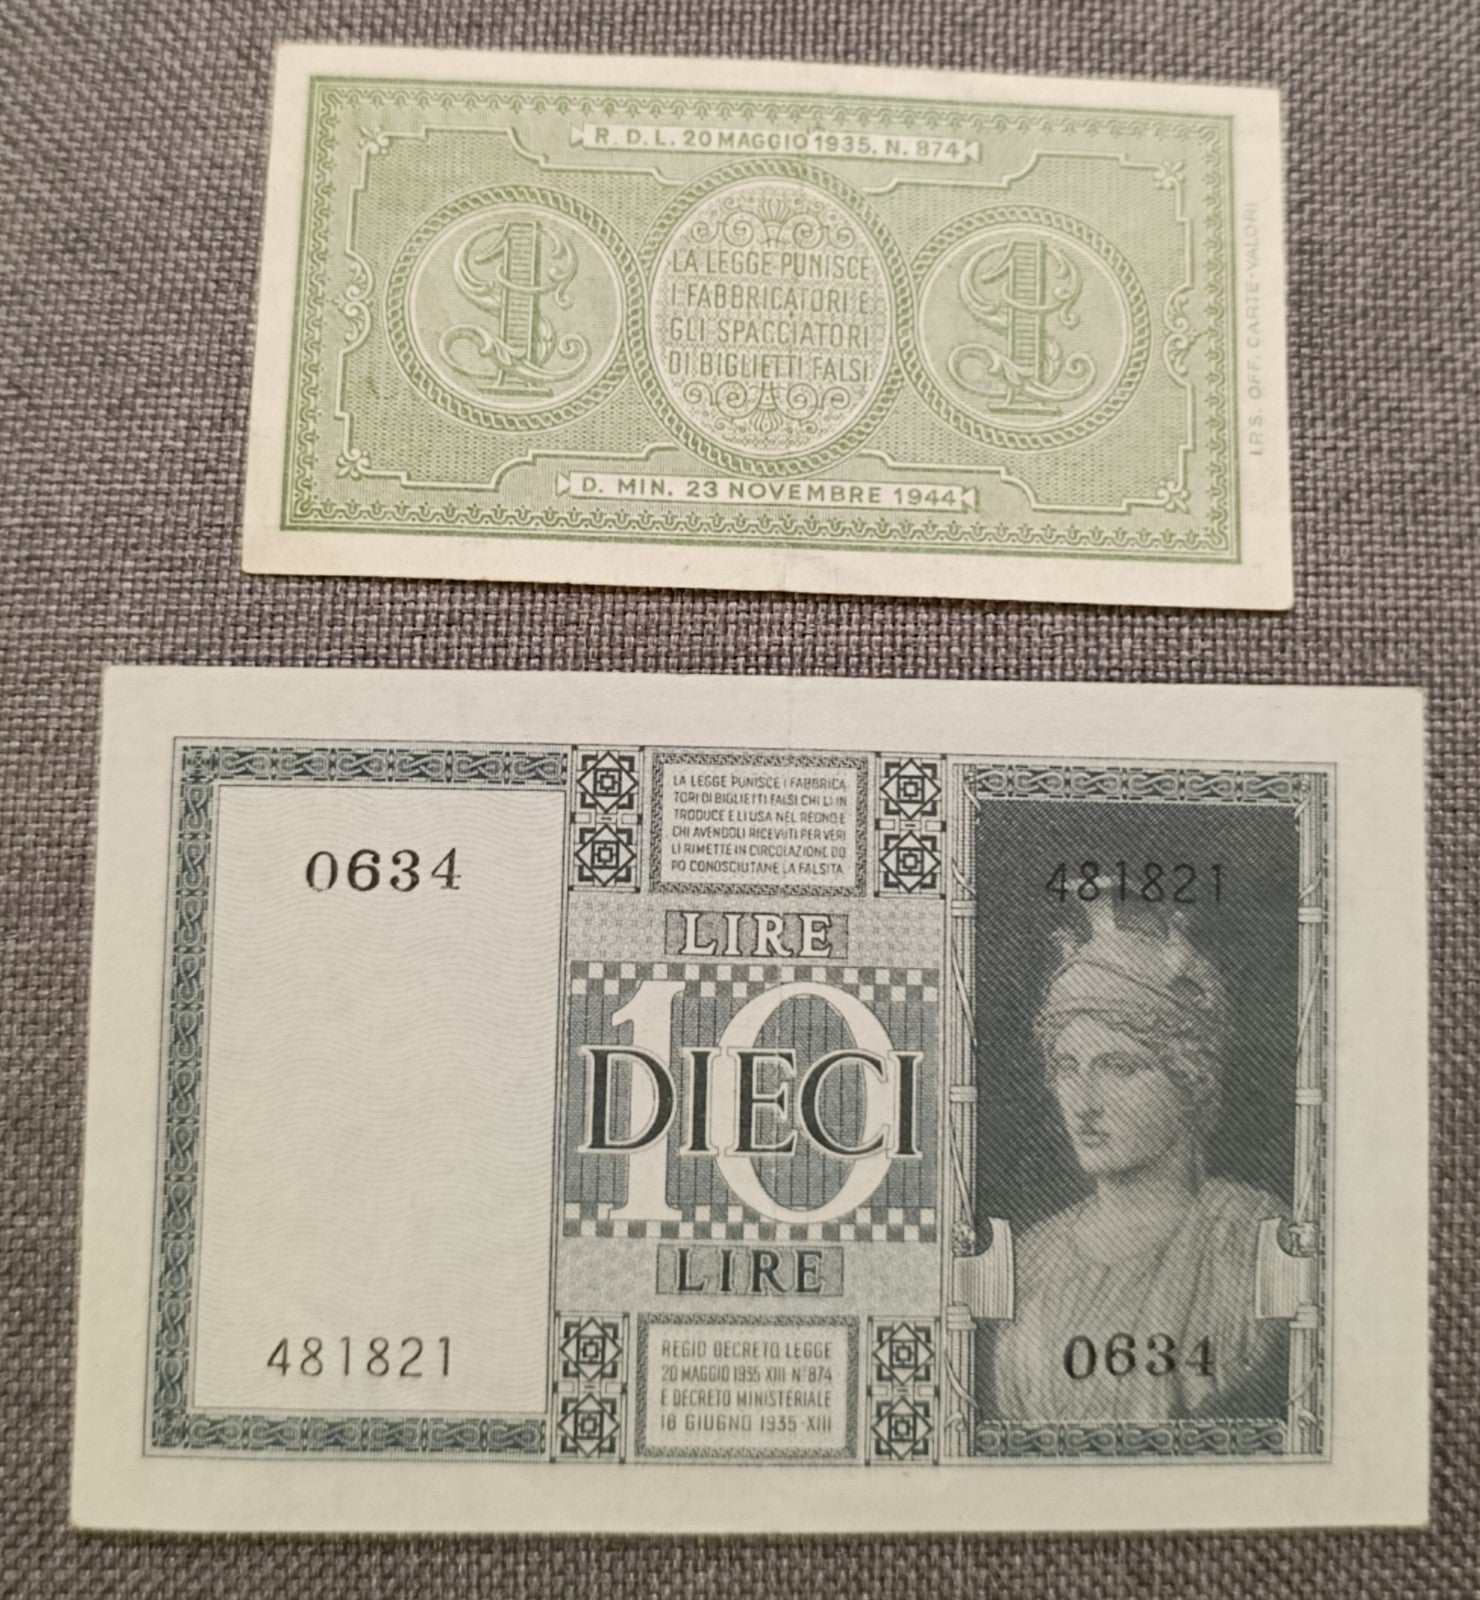 R. D. L. 20 MAGGIO 1935, N. 874
1
LA LEGGE PUNISCE
I FABBRICATORI E
GLI SPACCIATORI
DI BIGLIETTI FALSI
1
D. MIN. 23 NOVEMBRE 1944
I.P.S. OFF. CARTE-VALORI
0634
481821
LA LEGGE PUNISCE I FABBRICA
TORI DI BIGLIETTI FALSI CHI LI IN
TRODUCE E LI USA NEL REGNO E
CHI AVENDOLI RICEVUTI PER VERI
LI RIMETTE IN CIRCOLAZIONE DO
PO CONOSCIUTANE LA FALSITA
LIRE
10
DIECI
LIRE
REGIO DECRETO LEGGE
20 MAGGIO 1935 XIII N° 874
E DECRETO MINISTERIALE
18 GIUGNO 1935-XIII
481821
0634